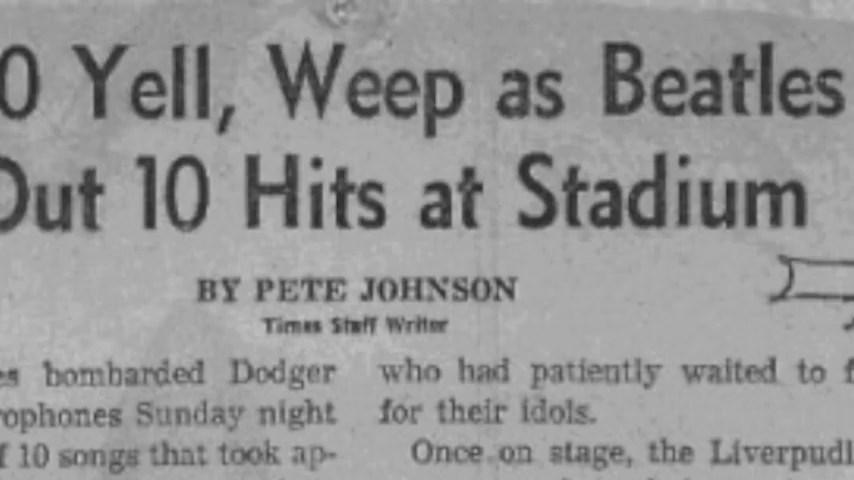 0 Yell, Weep as Beatles
Out 10 Hits at Stadium
BY PETE JOHNSON
Times Staff Writer
es bombarded Dodger
rophones Sunday night
f 10 songs that took ap-
who had patiently waited to f
for their idols.
Once on stage, the Liverpudl